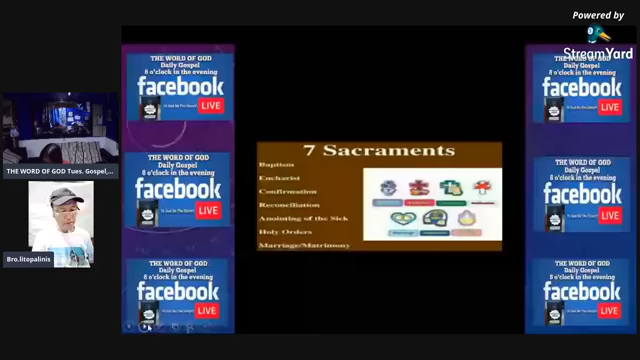 Powered by
StreamYard
THE WORD OF GOD
Daily Gospel
8 o'clock in the evening
facebook
LIVE
THE WORD OF GOD
Daily Gospel
8 o'clock in the evening
facebook
LIVE
THE WORD OF GOD
Daily Gospel
8 o'clock in the evening
facebook
LIVE
THE WORD OF GOD Tues. Gospel,...
Bro.litopalinis
7 Sacraments
Baptism
Eucharist
Confirmation
Reconciliation
Anointing of the Sick
Holy Orders
Marriage/Matrimony
THE WORD OF GOD
Daily Gospel
8 o'clock in the evening
facebook
LIVE
THE WORD OF GOD
Daily Gospel
8 o'clock in the evening
facebook
LIVE
THE WORD OF GOD
Daily Gospel
8 o'clock in the evening
facebook
LIVE